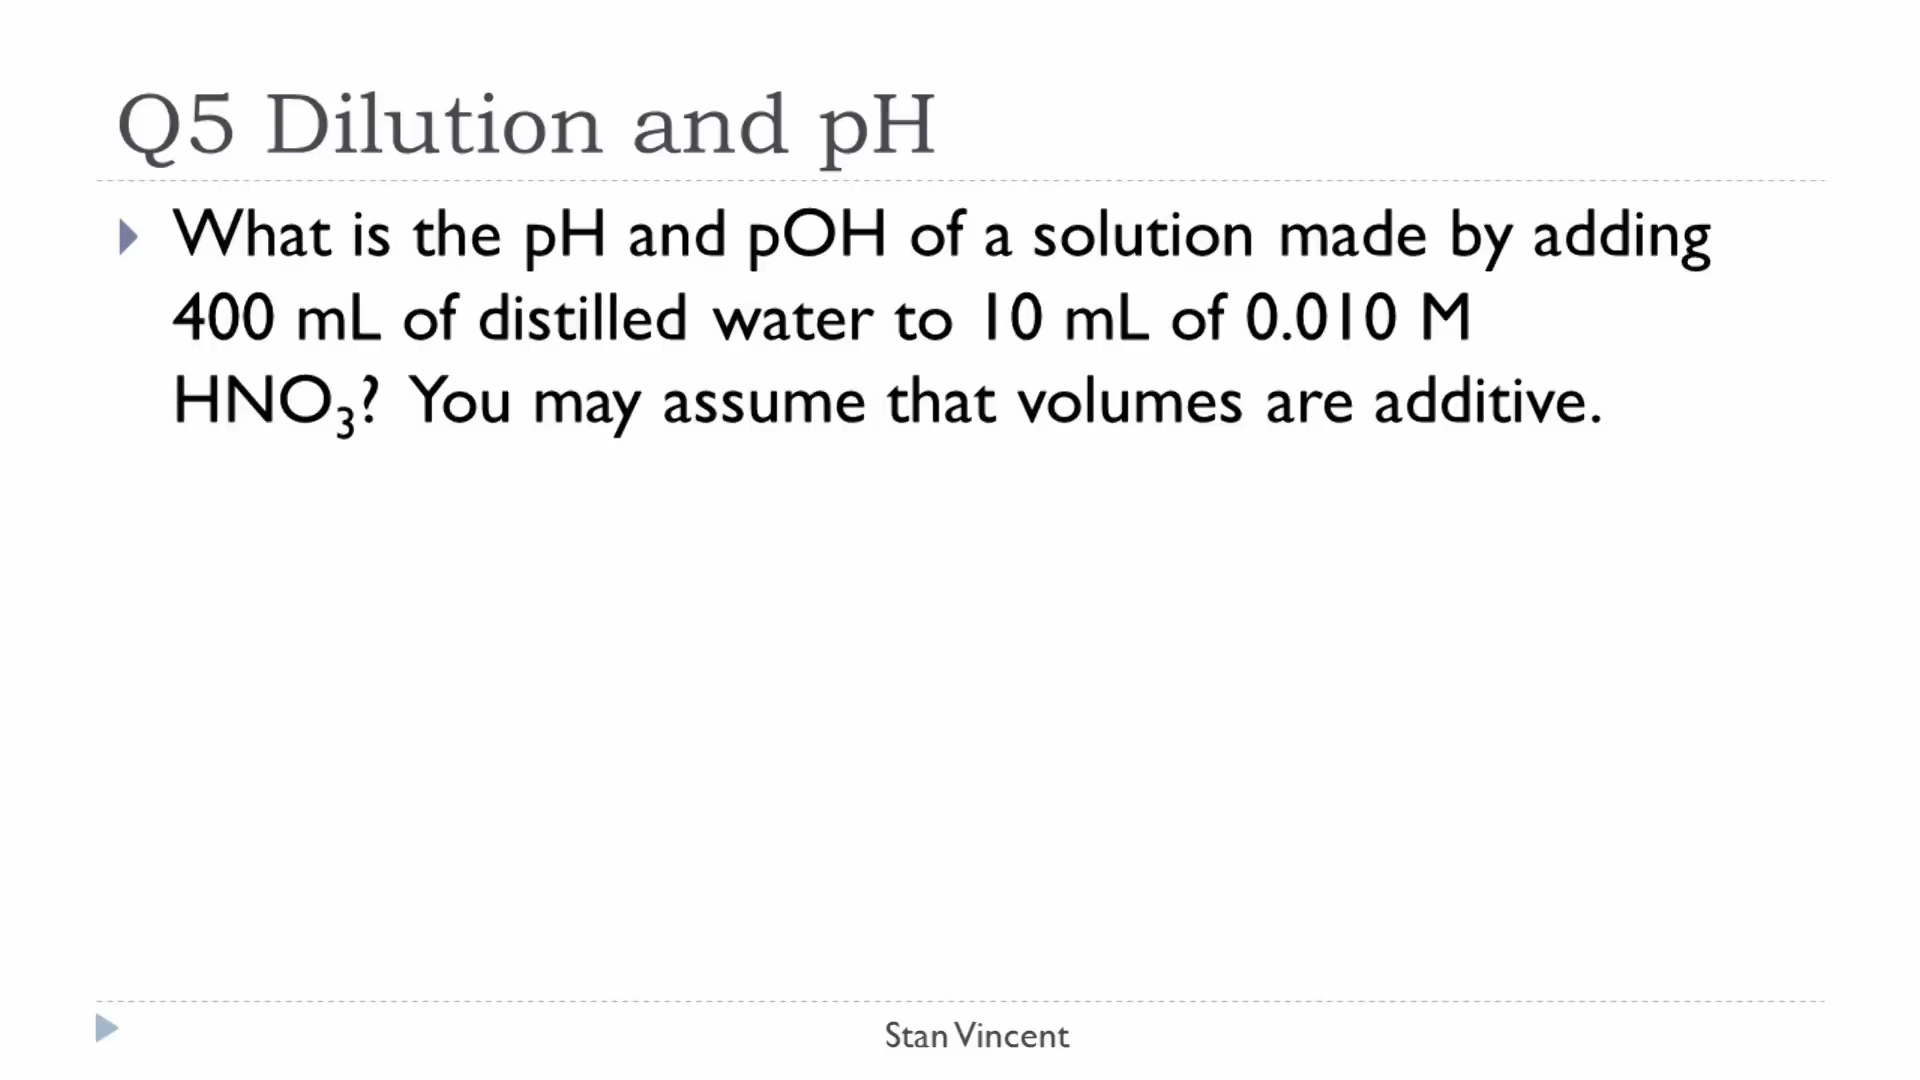 Q5 Dilution and pH
What is the pH and pOH of a solution made by adding
400 mL of distilled water to 10 mL of 0.010 M
HNO₃? You may assume that volumes are additive.
Stan Vincent